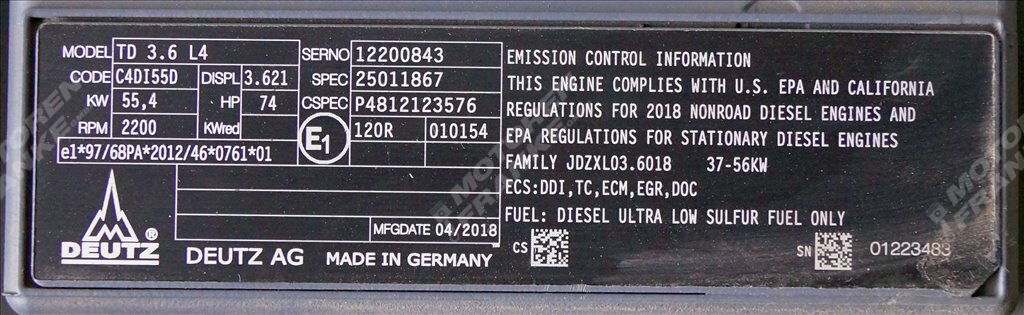 MODEL TD 3.6 L4
CODE C4DI55D DISPL 3.621
KW 55,4 HP 74
RPM 2200 KWred
e1*97/68PA*2012/46*0761*01
SERNO 12200843
SPEC 25011867
CSPEC P4812123576
E1 120R 010154
MFGDATE 04/2018
DEUTZ®
DEUTZ AG MADE IN GERMANY
EMISSION CONTROL INFORMATION
THIS ENGINE COMPLIES WITH U.S. EPA AND CALIFORNIA
REGULATIONS FOR 2018 NONROAD DIESEL ENGINES AND
EPA REGULATIONS FOR STATIONARY DIESEL ENGINES
FAMILY JDZXL03.6018 37-56KW
ECS:DDI,TC,ECM,EGR,DOC
FUEL: DIESEL ULTRA LOW SULFUR FUEL ONLY
CS SN 01223483